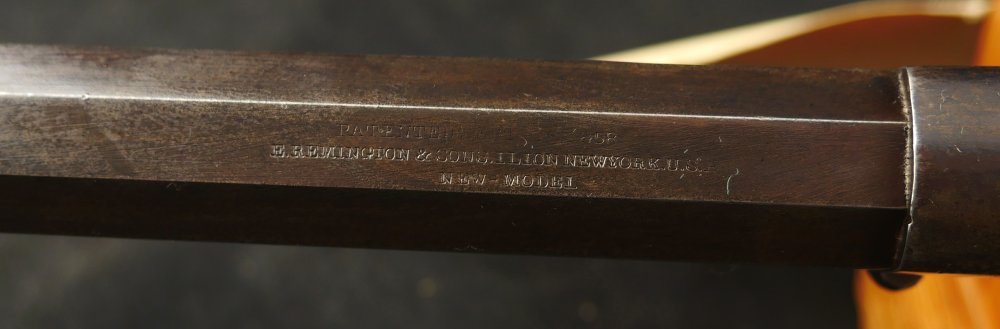 PATENTED
E. REMINGTON & SONS. ILION NEW YORK. U.S.
NEW-MODEL